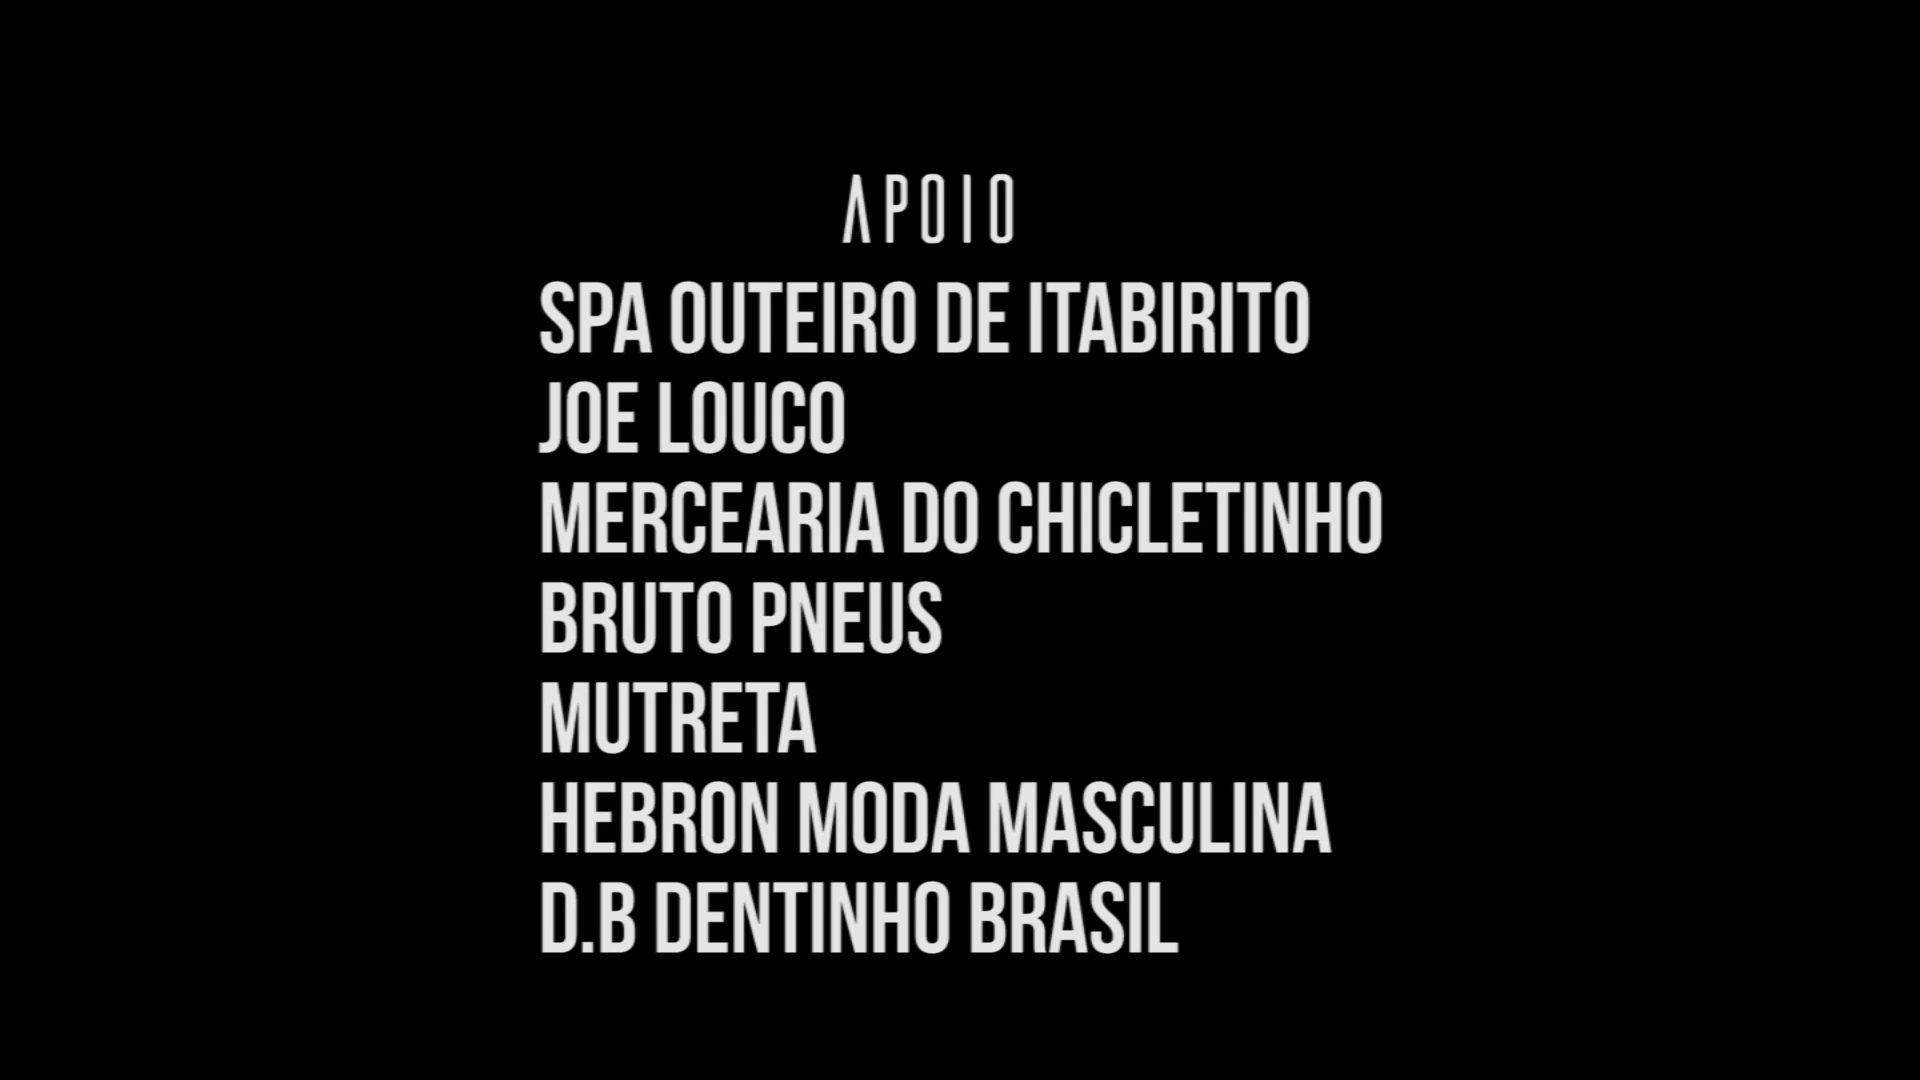 APOIO
SPA OUTEIRO DE ITABIRITO
JOE LOUCO
MERCEARIA DO CHICLETINHO
BRUTO PNEUS
MUTRETA
HEBRON MODA MASCULINA
D.B DENTINHO BRASIL